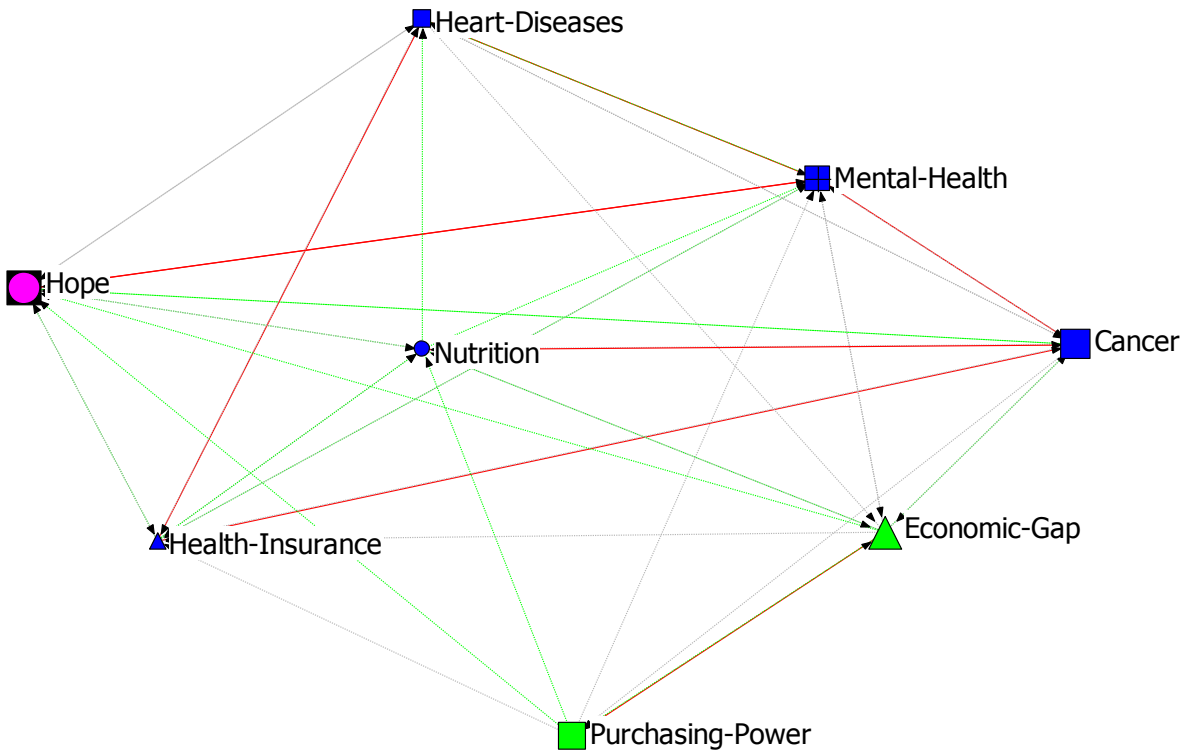 Heart-Diseases
Mental-Health
Hope
Nutrition
Cancer
Economic-Gap
Health-Insurance
Purchasing-Power